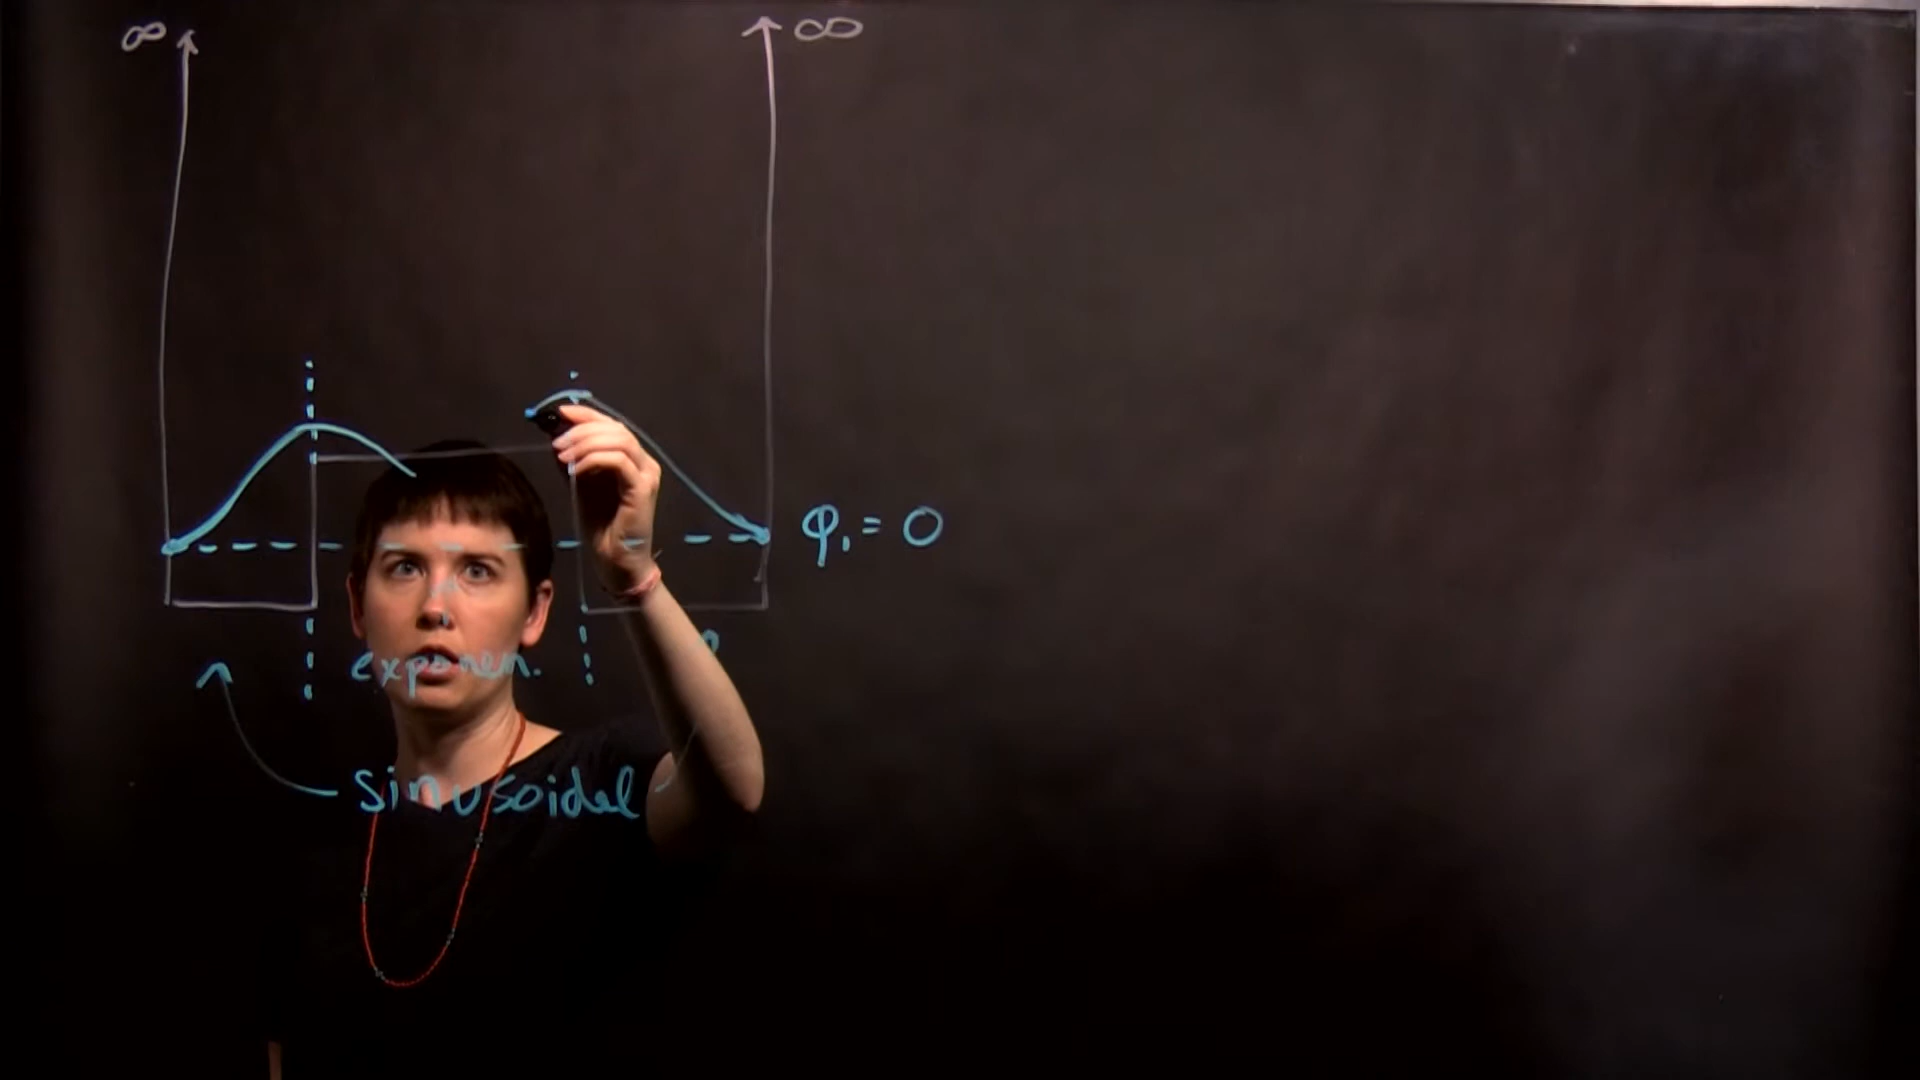 ∞ ∞
φ₁ = 0
exponen.
sinusoidal